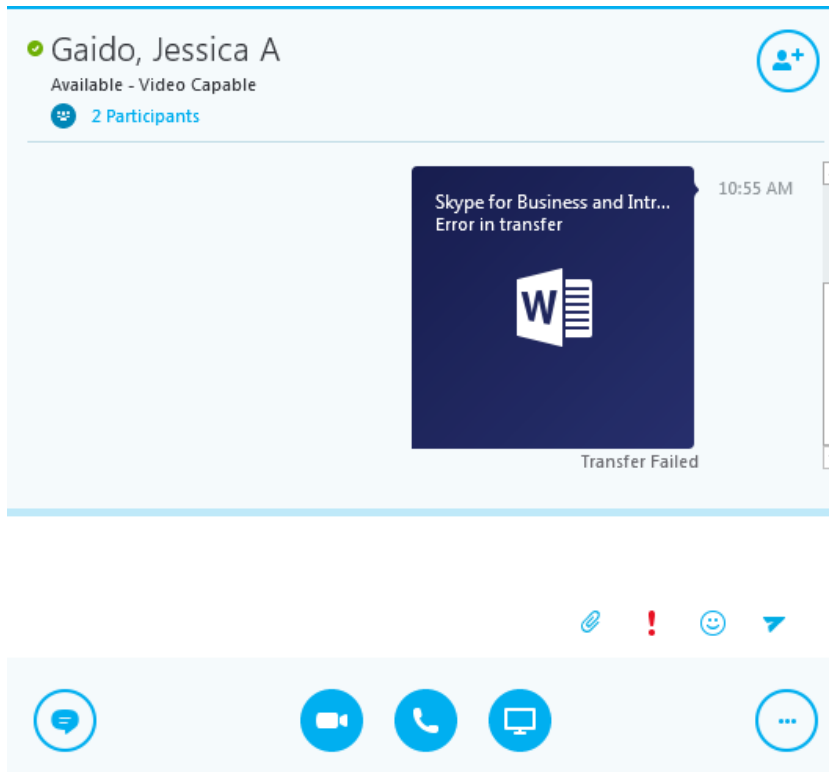 Gaido, Jessica A
Available - Video Capable
2 Participants
Skype for Business and Intr...
Error in transfer
10:55 AM
W
Transfer Failed